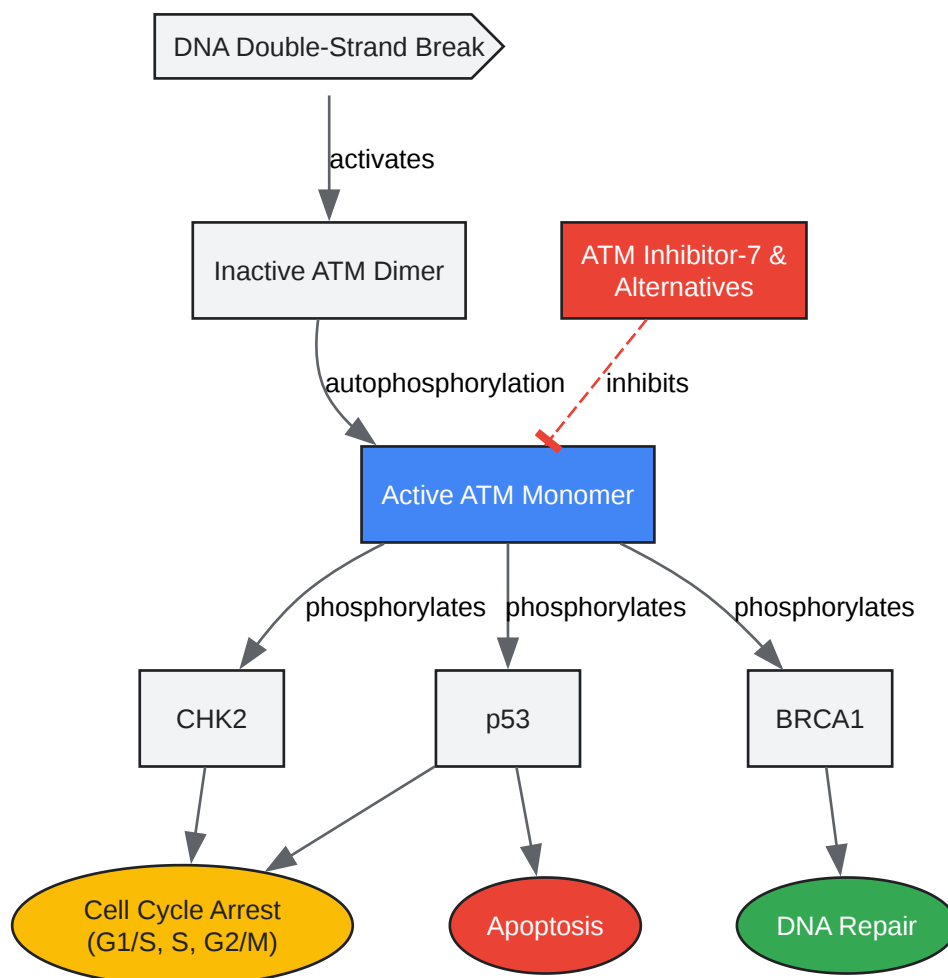 DNA Double-Strand Break
activates
Inactive ATM Dimer
ATM Inhibitor-7 &
Alternatives
autophosphorylation
inhibits
Active ATM Monomer
phosphorylates
phosphorylates
phosphorylates
CHK2
p53
BRCA1
Cell Cycle Arrest
(G1/S, S, G2/M)
Apoptosis
DNA Repair